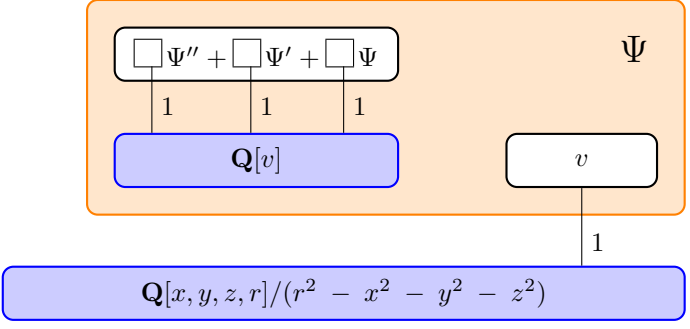 □Ψ′′ + □Ψ′ + □Ψ
Ψ
1 1 1
Q[v]
v
1
Q[x, y, z, r]/(r² − x² − y² − z²)